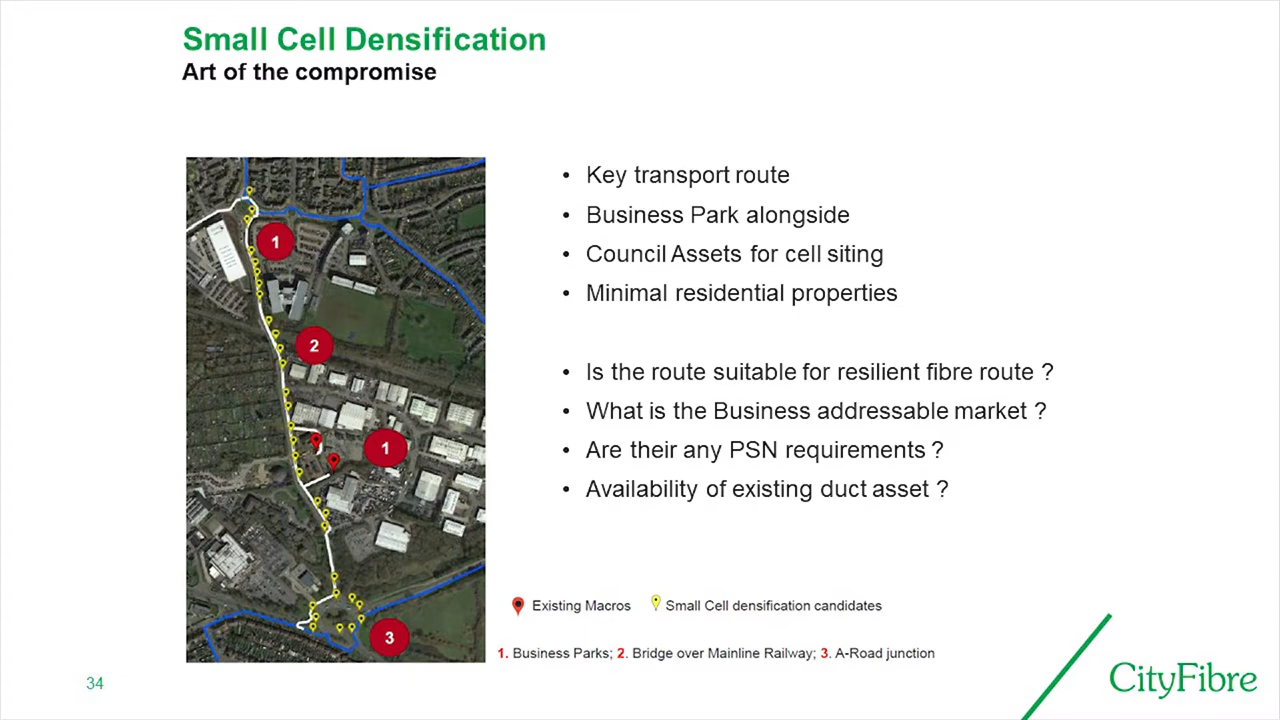 Small Cell Densification
Art of the compromise
1
2
1
3
• Key transport route
• Business Park alongside
• Council Assets for cell siting
• Minimal residential properties
• Is the route suitable for resilient fibre route ?
• What is the Business addressable market ?
• Are their any PSN requirements ?
• Availability of existing duct asset ?
Existing Macros Small Cell densification candidates
1. Business Parks; 2. Bridge over Mainline Railway; 3. A-Road junction
34
CityFibre